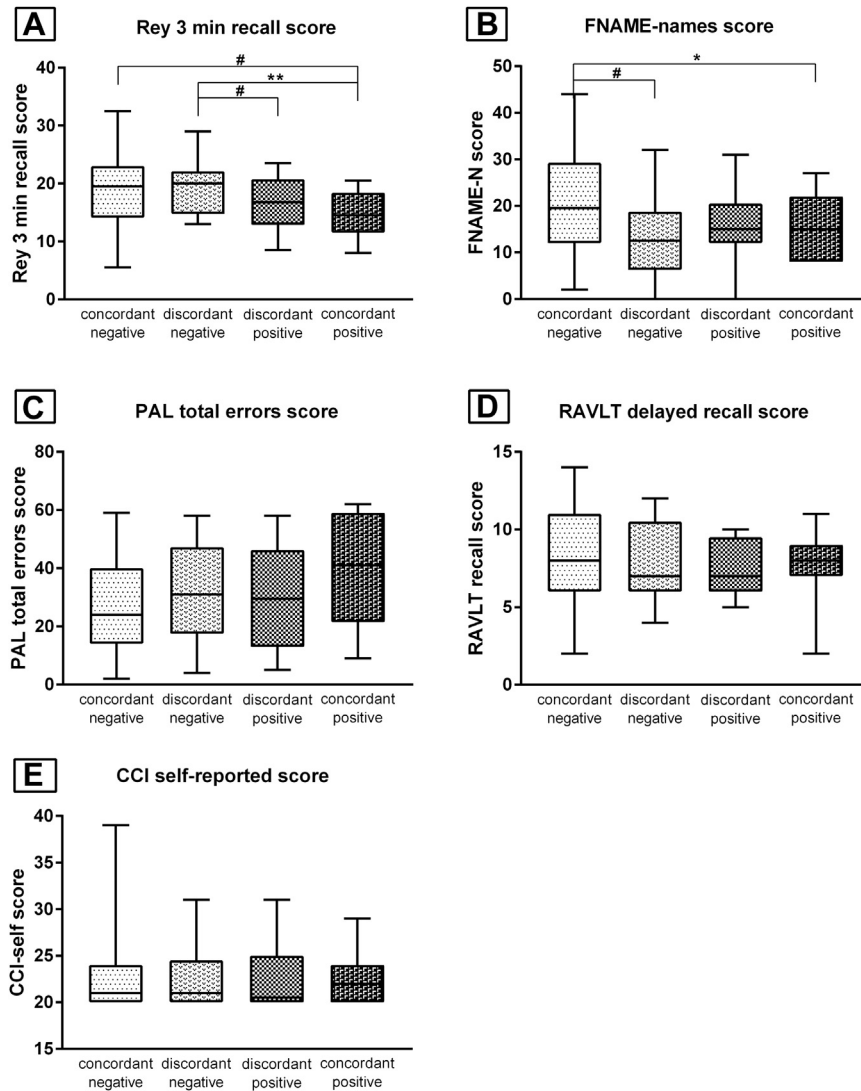 A
Rey 3 min recall score
#
**
#
Rey 3 min recall score
40
30
20
10
0
concordant negative
discordant negative
discordant positive
concordant positive
B
FNAME-names score
*
#
FNAME-N score
50
40
30
20
10
0
concordant negative
discordant negative
discordant positive
concordant positive
C
PAL total errors score
PAL total errors score
80
60
40
20
0
concordant negative
discordant negative
discordant positive
concordant positive
D
RAVLT delayed recall score
RAVLT recall score
15
10
5
0
concordant negative
discordant negative
discordant positive
concordant positive
E
CCI self-reported score
CCI-self score
40
35
30
25
20
15
concordant negative
discordant negative
discordant positive
concordant positive